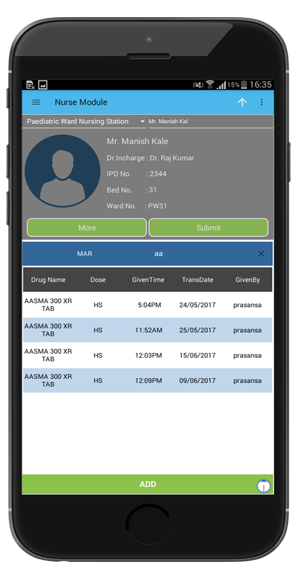 15% 16:35
Nurse Module
Paediatric Ward Nursing Station Mr. Manish Kal
Mr. Manish Kale
Dr.Incharge : Dr. Raj Kumar
IPD No. : 2344
Bed No. : 31
Ward No. : PW31
More Submit
MAR aa
Drug Name Dose GivenTime TransDate GivenBy
AASMA 300 XR TAB HS 5:04PM 24/05/2017 prasansa
AASMA 300 XR TAB HS 11:52AM 25/05/2017 prasansa
AASMA 300 XR TAB HS 12:03PM 15/06/2017 prasansa
AASMA 300 XR TAB HS 12:09PM 09/06/2017 prasansa
ADD